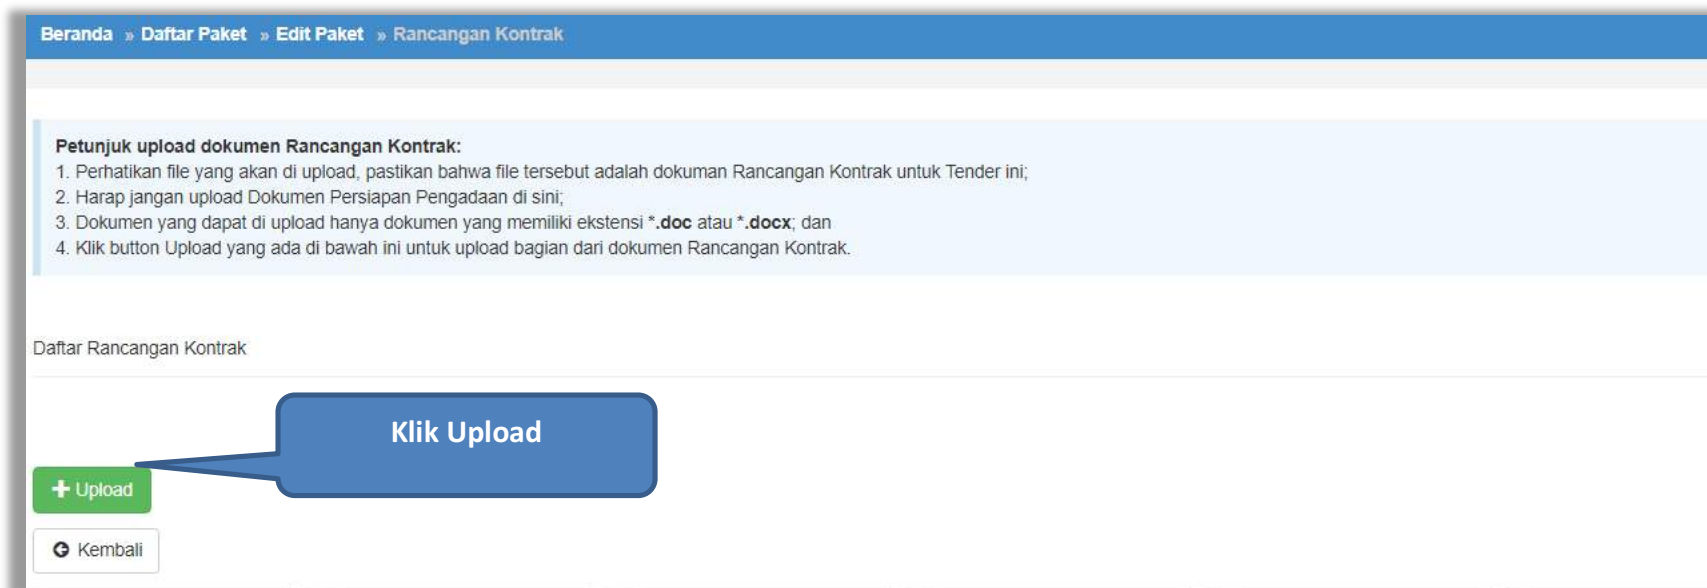 Beranda » Daftar Paket » Edit Paket » Rancangan Kontrak
Petunjuk upload dokumen Rancangan Kontrak:
1. Perhatikan file yang akan di upload, pastikan bahwa file tersebut adalah dokuman Rancangan Kontrak untuk Tender ini;
2. Harap jangan upload Dokumen Persiapan Pengadaan di sini;
3. Dokumen yang dapat di upload hanya dokumen yang memiliki ekstensi *.doc atau *.docx; dan
4. Klik button Upload yang ada di bawah ini untuk upload bagian dari dokumen Rancangan Kontrak.
Daftar Rancangan Kontrak
Klik Upload
Upload
Kembali